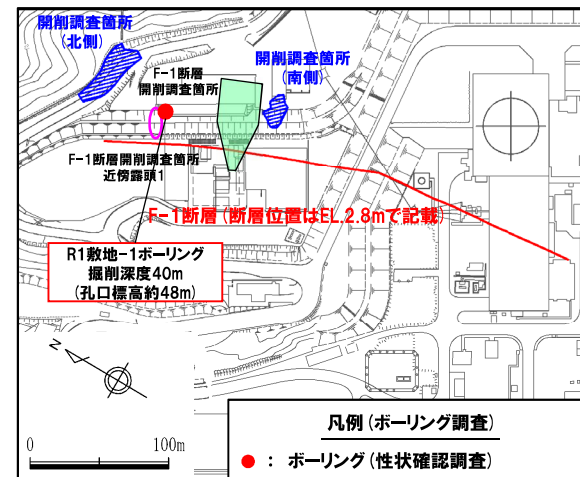 開削調査箇所
(北側)
F-1断層
開削調査箇所
開削調査箇所
(南側)
F-1断層開削調査箇所
近傍露頭1
F-1断層(断層位置はEL.2.8mで記載)
R1敷地-1ボーリング
掘削深度40m
(孔口標高約48m)
N
0 100m
凡例(ボーリング調査)
● : ボーリング(性状確認調査)